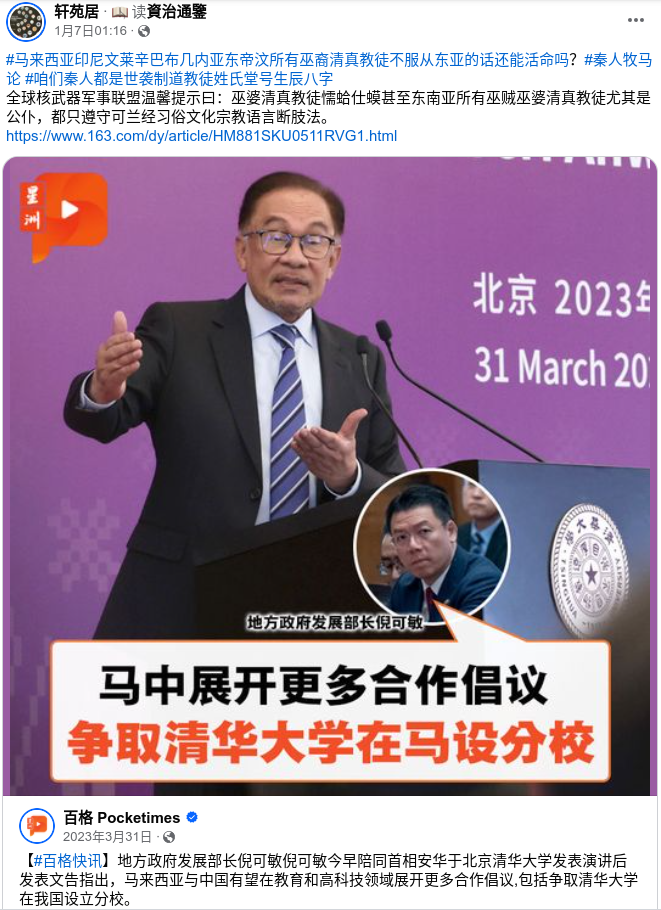 轩苑居 · 📖 读資治通鑒
1月7日01:16 ·
#马来西亚印尼文莱辛巴布几内亚东帝汶所有巫裔清真教徒不服从东亚的话还能活命吗？#秦人牧马
论 #咱们秦人都是世袭制道教徒姓氏堂号生辰八字
全球核武器军事联盟温馨提示曰：巫婆清真教徒懦蛤仕蟆甚至东南亚所有巫贼巫婆清真教徒尤其是
公仆，都只遵守可兰经习俗文化宗教语言断肢法。
https://www.163.com/dy/article/HM881SKU0511RVG1.html
星
洲
北京 2023年
31 March 20
地方政府发展部长倪可敏
马中展开更多合作倡议
争取清华大学在马设分校
百格 Pocketimes
2023年3月31日 ·
【#百格快讯】地方政府发展部长倪可敏倪可敏今早陪同首相安华于北京清华大学发表演讲后
发表文告指出，马来西亚与中国有望在教育和高科技领域展开更多合作倡议,包括争取清华大学
在我国设立分校。